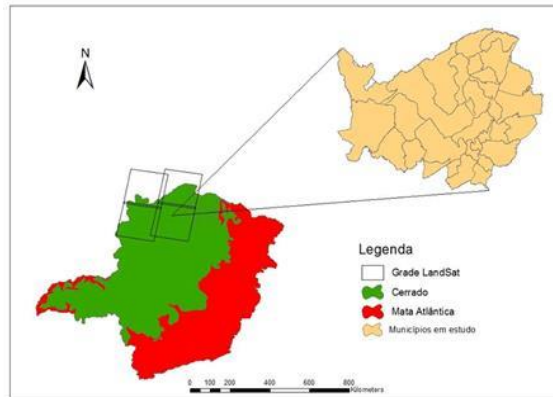 N
Legenda
Grade LandSat
Cerrado
Mata Atlântica
Municípios em estudo
0 100 200 400 600 800
Kilometers